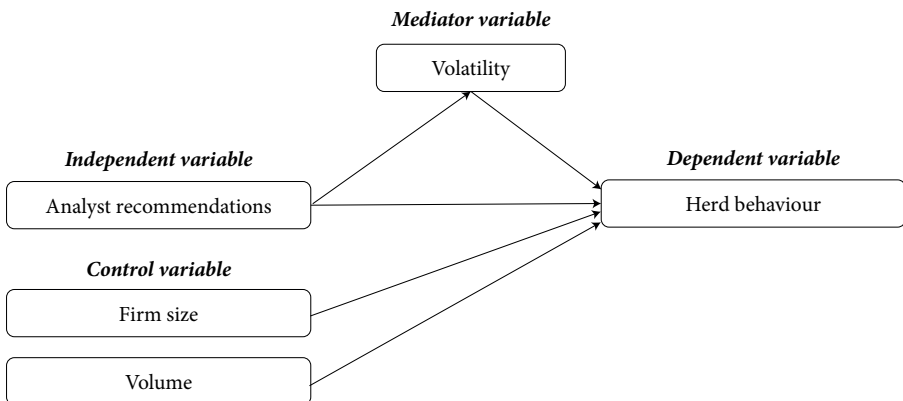 Mediator variable
Volatility
Independent variable
Dependent variable
Analyst recommendations
Herd behaviour
Control variable
Firm size
Volume